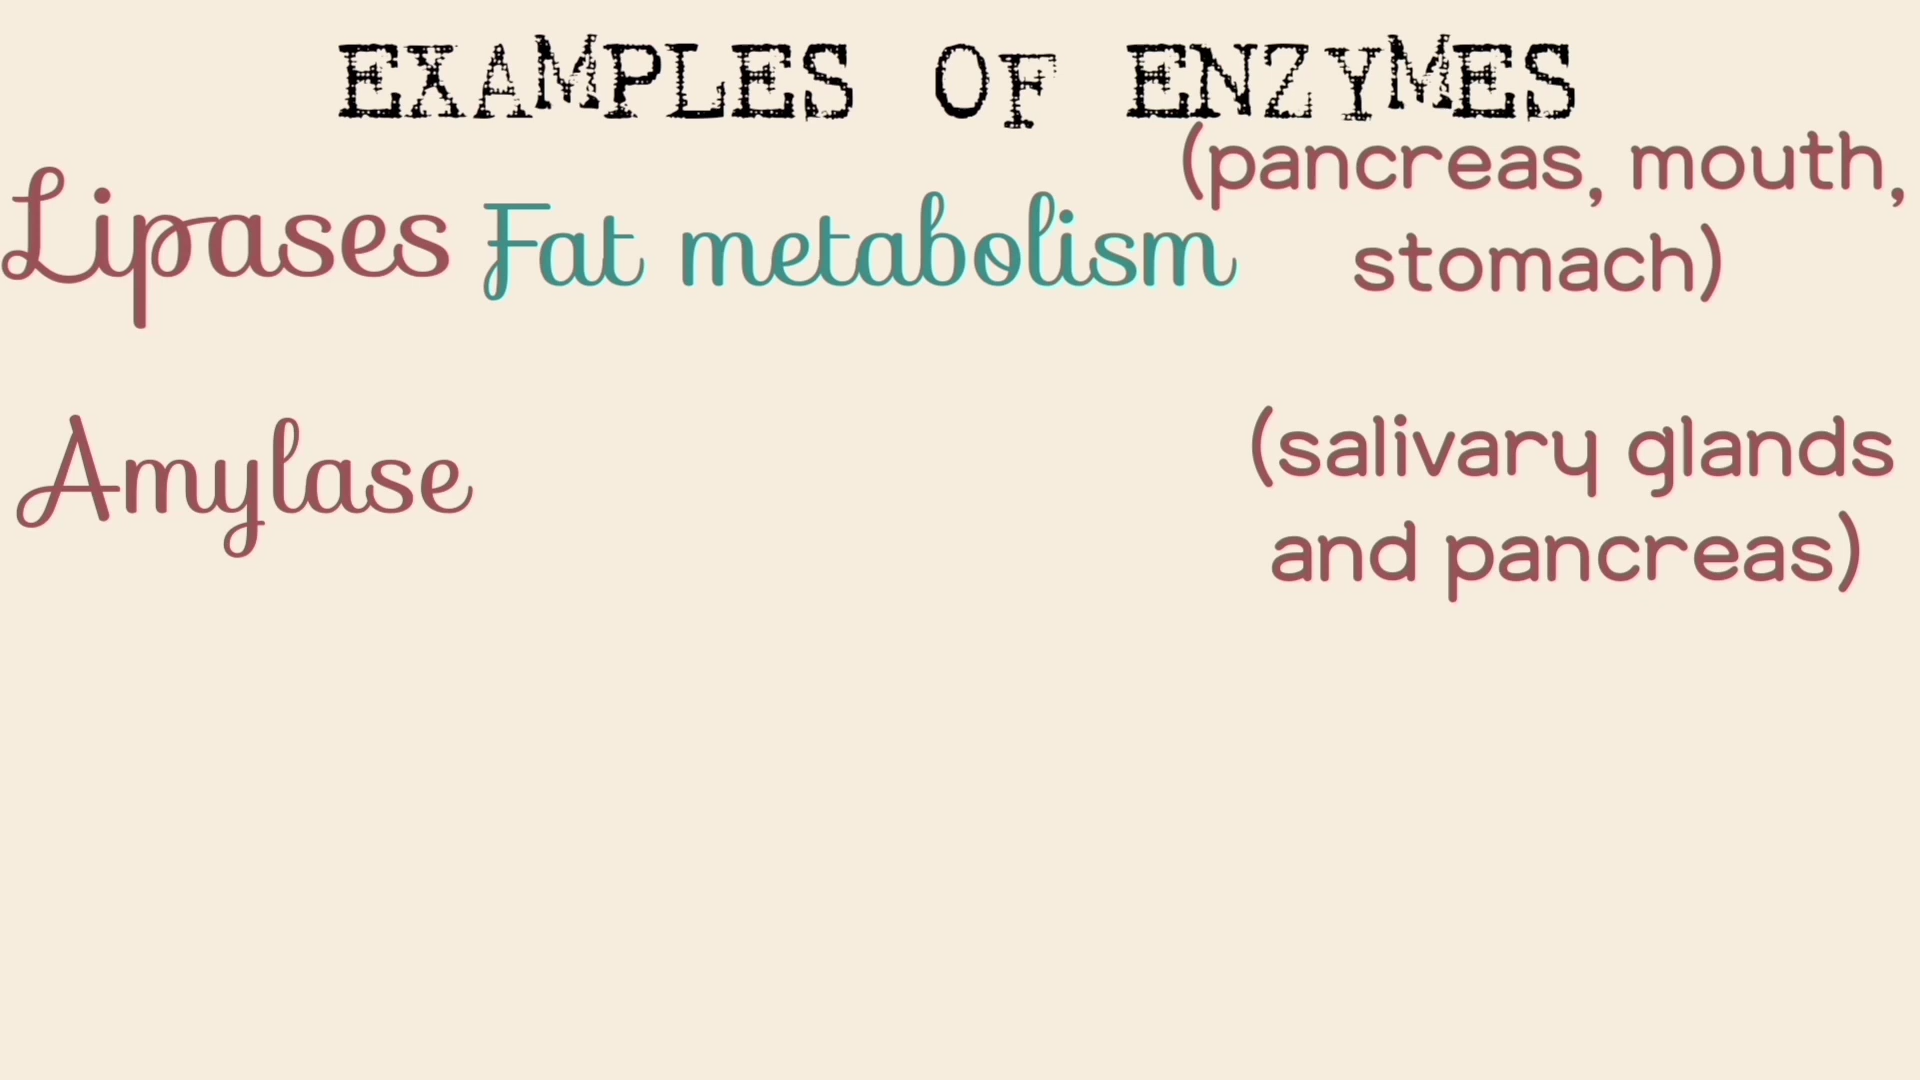 EXAMPLES OF ENZYMES
Lipases Fat metabolism (pancreas, mouth,
stomach)
Amylase (salivary glands
and pancreas)